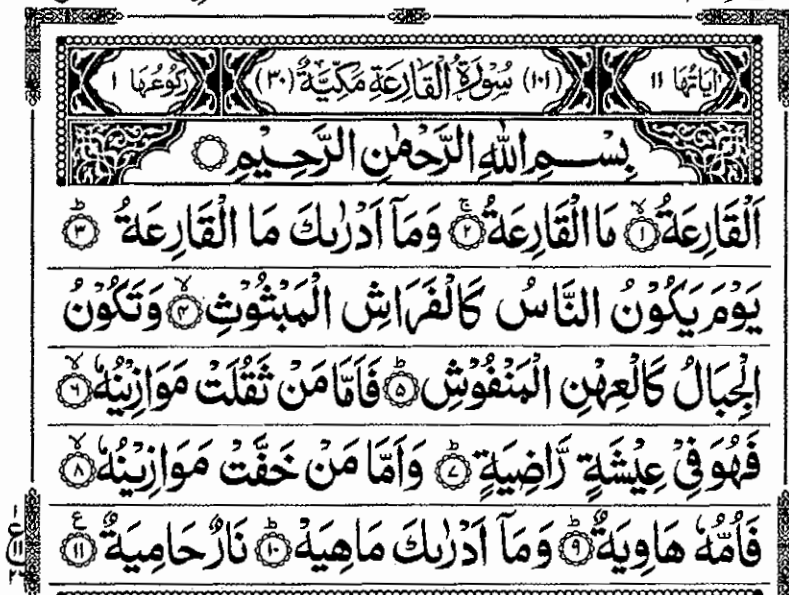 اٰيَاتُهَا ١١ (١٠١) سُوْرَةُ الْقَارِعَةِ مَكِّيَّةٌ (٣٠) رُكُوْعُهَا ١
بِسْــمِ اللّٰهِ الرَّحْمٰنِ الرَّحِيْمِ
اَلْقَارِعَةُ ۙ﴿١﴾ مَا الْقَارِعَةُ ۚ﴿٢﴾ وَمَاۤ اَدْرٰىكَ مَا الْقَارِعَةُ ؕ﴿٣﴾
يَوْمَ يَكُوْنُ النَّاسُ كَالْفَرَاشِ الْمَبْثُوْثِ ۙ﴿٤﴾ وَتَكُوْنُ
الْجِبَالُ كَالْعِهْنِ الْمَنْفُوْشِ ؕ﴿٥﴾ فَاَمَّا مَنْ ثَقُلَتْ مَوَازِيْنُهٗ ۙ﴿٦﴾
فَهُوَ فِيْ عِيْشَةٍ رَّاضِيَةٍ ؕ﴿٧﴾ وَاَمَّا مَنْ خَفَّتْ مَوَازِيْنُهٗ ۙ﴿٨﴾
فَاُمُّهٗ هَاوِيَةٌ ؕ﴿٩﴾ وَمَاۤ اَدْرٰىكَ مَاهِيَهْ ؕ﴿١٠﴾ نَارٌ حَامِيَةٌ ﴿١١﴾ ع